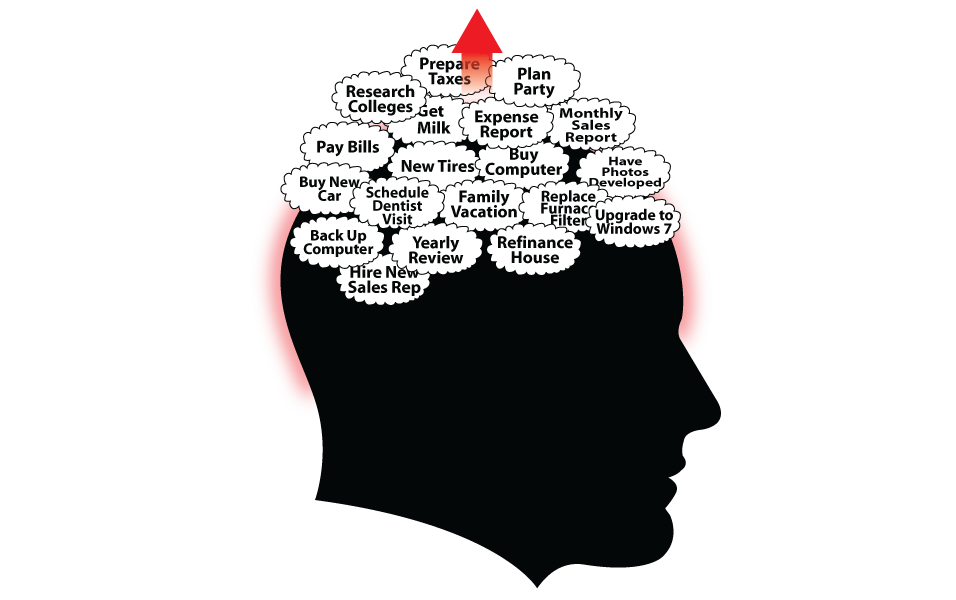 Prepare
Taxes
Plan
Party
Research
Colleges
Get
Milk
Expense
Report
Monthly
Sales
Report
Pay Bills
New Tires
Buy
Computer
Have
Photos
Developed
Buy New
Car
Schedule
Dentist
Visit
Family
Vacation
Replace
Furnace
Filter
Upgrade to
Windows 7
Back Up
Computer
Yearly
Review
Refinance
House
Hire New
Sales Rep